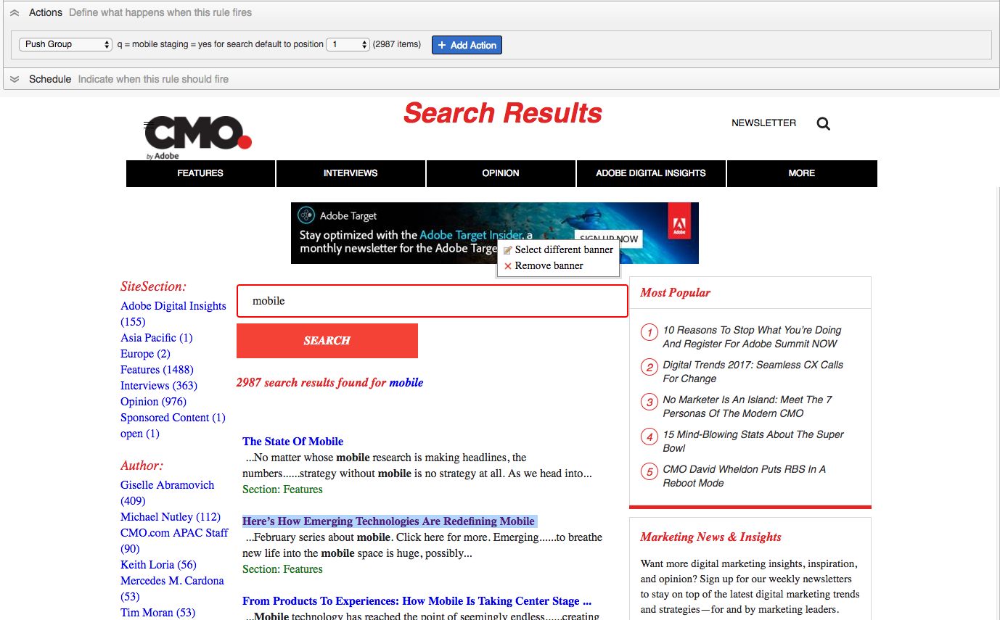 Actions Define what happens when this rule fires
Push Group q = mobile staging = yes for search default to position 1 (2987 items) + Add Action
Schedule Indicate when this rule should fire
CMO
by Adobe
Search Results
NEWSLETTER
FEATURES INTERVIEWS OPINION ADOBE DIGITAL INSIGHTS MORE
Adobe Target
Stay optimized with the Adobe Target Insider, a
monthly newsletter for the Adobe Targe
SIGN UP NOW
Adobe
Select different banner
Remove banner
SiteSection:
Adobe Digital Insights
(155)
Asia Pacific (1)
Europe (2)
Features (1488)
Interviews (363)
Opinion (976)
Sponsored Content (1)
open (1)
Author:
Giselle Abramovich
(409)
Michael Nutley (112)
CMO.com APAC Staff
(90)
Keith Loria (56)
Mercedes M. Cardona
(53)
Tim Moran (53)
mobile
SEARCH
2987 search results found for mobile
The State Of Mobile
...No matter whose mobile research is making headlines, the
numbers......strategy without mobile is no strategy at all. As we head into...
Section: Features
Here’s How Emerging Technologies Are Redefining Mobile
...February series about mobile. Click here for more. Emerging......to breathe
new life into the mobile space is huge, possibly...
Section: Features
From Products To Experiences: How Mobile Is Taking Center Stage ...
...Mobile technology has reached the point of seemingly endless......creating
Most Popular
1 10 Reasons To Stop What You’re Doing
And Register For Adobe Summit NOW
2 Digital Trends 2017: Seamless CX Calls
For Change
3 No Marketer Is An Island: Meet The 7
Personas Of The Modern CMO
4 15 Mind-Blowing Stats About The Super
Bowl
5 CMO David Wheldon Puts RBS In A
Reboot Mode
Marketing News & Insights
Want more digital marketing insights, inspiration,
and opinion? Sign up for our weekly newsletters
to stay on top of the latest digital marketing trends
and strategies—for and by marketing leaders.